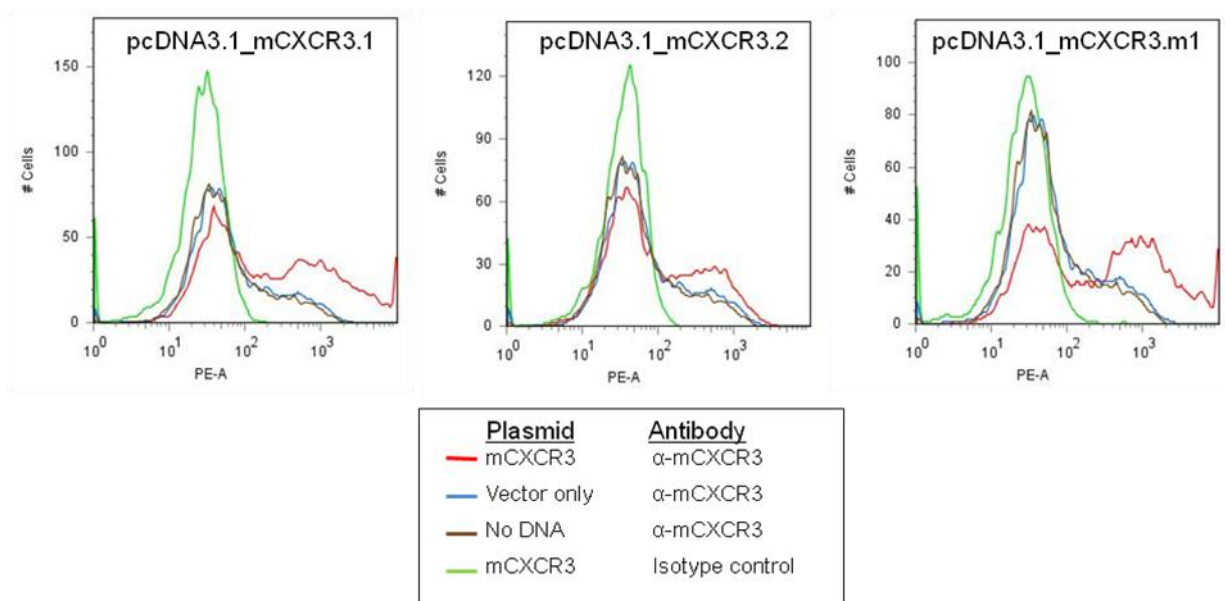 pcDNA3.1_mCXCR3.1
150
100
50
0
# Cells
10^0 10^1 10^2 10^3
PE-A
pcDNA3.1_mCXCR3.2
120
90
60
30
0
# Cells
10^0 10^1 10^2 10^3
PE-A
pcDNA3.1_mCXCR3.m1
100
80
60
40
20
0
# Cells
10^0 10^1 10^2 10^3
PE-A
Plasmid Antibody
mCXCR3 α-mCXCR3
Vector only α-mCXCR3
No DNA α-mCXCR3
mCXCR3 Isotype control